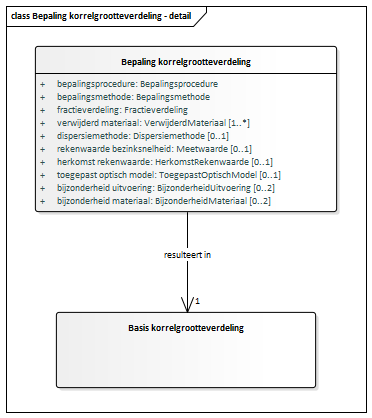 class Bepaling korrelgrootteverdeling - detail
Bepaling korrelgrootteverdeling
+ bepalingsprocedure: Bepalingsprocedure
+ bepalingsmethode: Bepalingsmethode
+ fractieverdeling: Fractieverdeling
+ verwijderd materiaal: VerwijderdMateriaal [1..*]
+ dispersiemethode: Dispersiemethode [0..1]
+ rekenwaarde bezinksnelheid: Meetwaarde [0..1]
+ herkomst rekenwaarde: HerkomstRekenwaarde [0..1]
+ toegepast optisch model: ToegepastOptischModel [0..1]
+ bijzonderheid uitvoering: BijzonderheidUitvoering [0..2]
+ bijzonderheid materiaal: BijzonderheidMateriaal [0..2]
resulteert in
1
Basis korrelgrootteverdeling